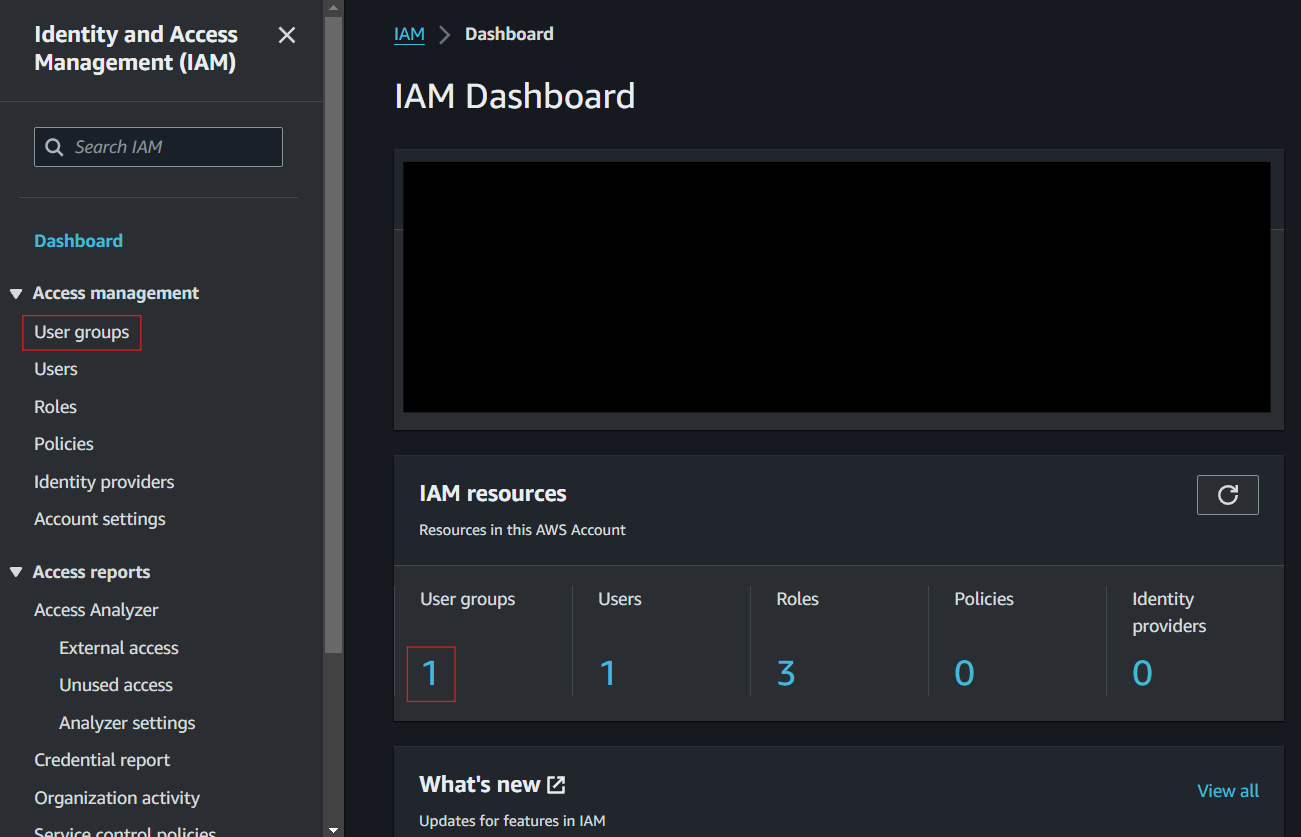 Identity and Access
Management (IAM)
Search IAM
Dashboard
Access management
User groups
Users
Roles
Policies
Identity providers
Account settings
Access reports
Access Analyzer
External access
Unused access
Analyzer settings
Credential report
Organization activity
Service control policies
IAM > Dashboard
IAM Dashboard
IAM resources
Resources in this AWS Account
User groups
1
Users
1
Roles
3
Policies
0
Identity
providers
0
What's new
View all
Updates for features in IAM